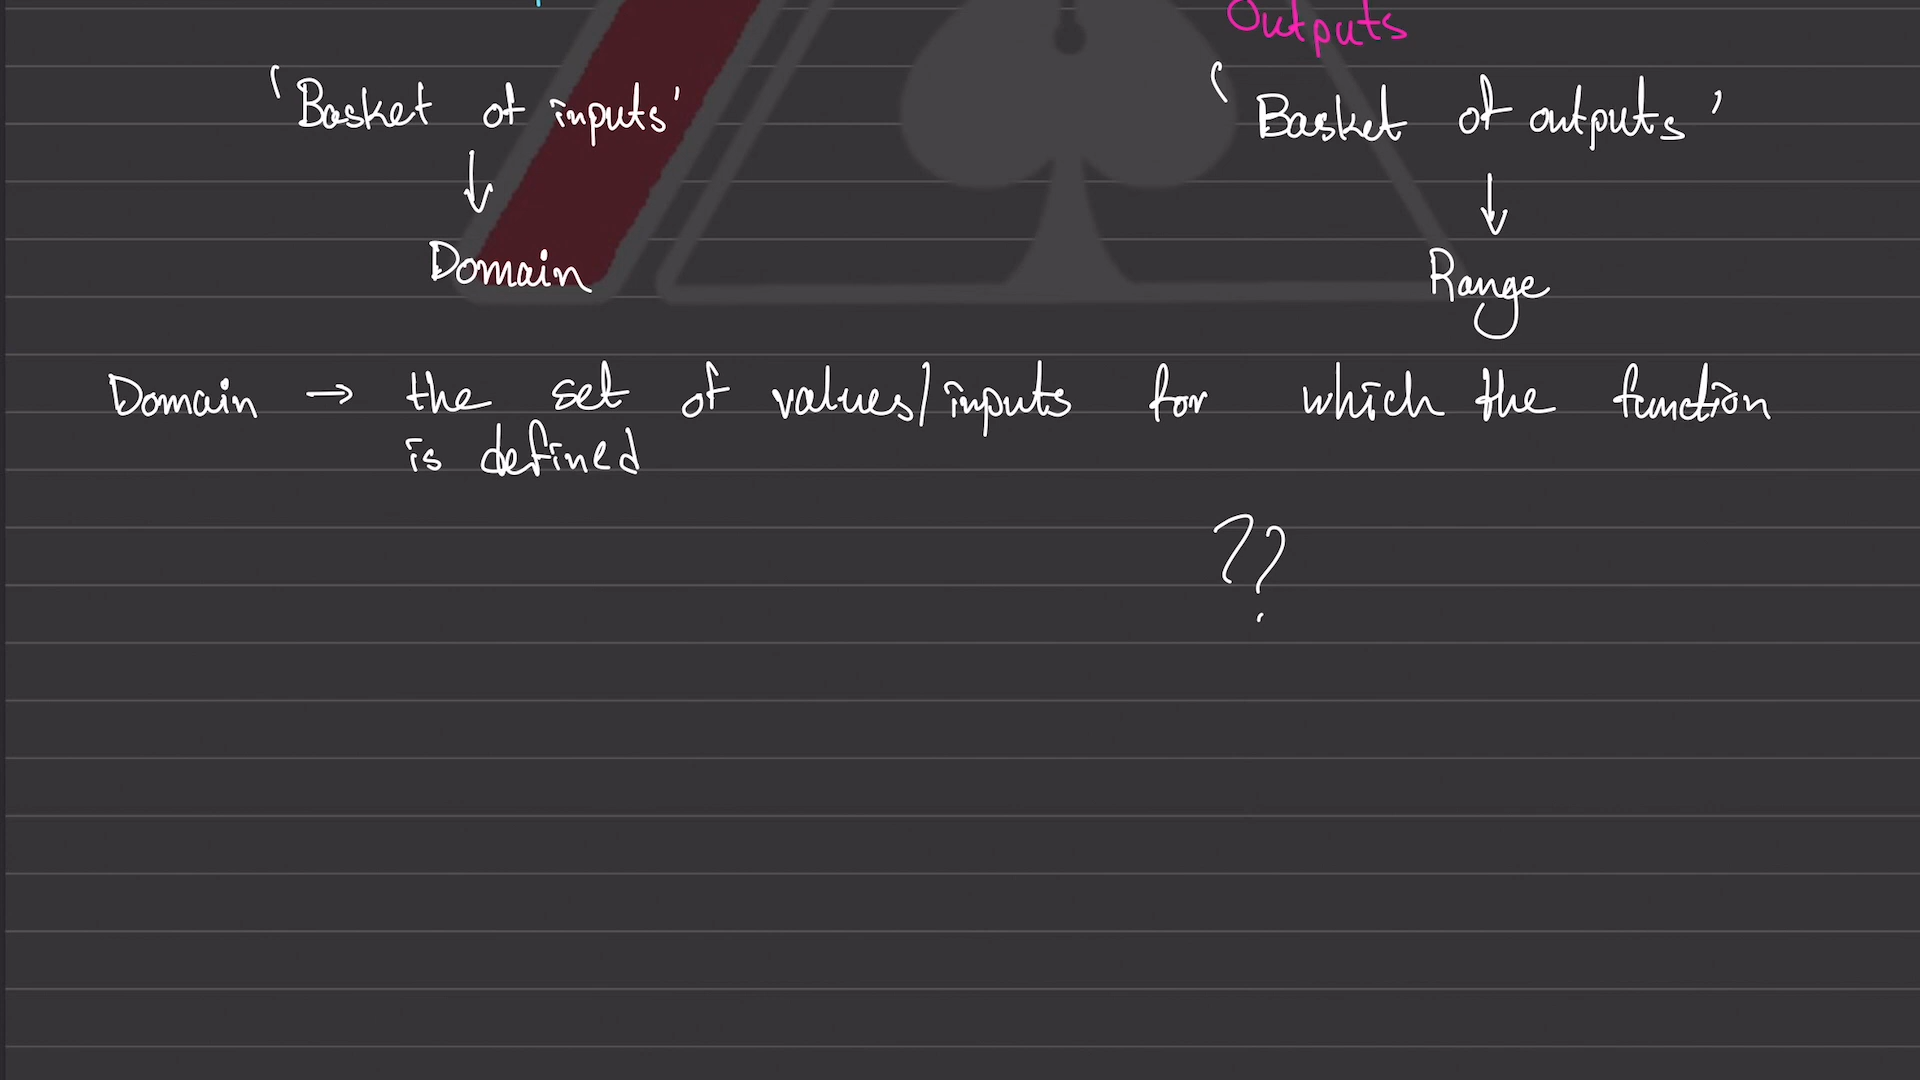 Outputs
'Basket of inputs'
'Basket of outputs'
↓
↓
Domain
Range
Domain → the set of values/inputs for which the function
is defined
??